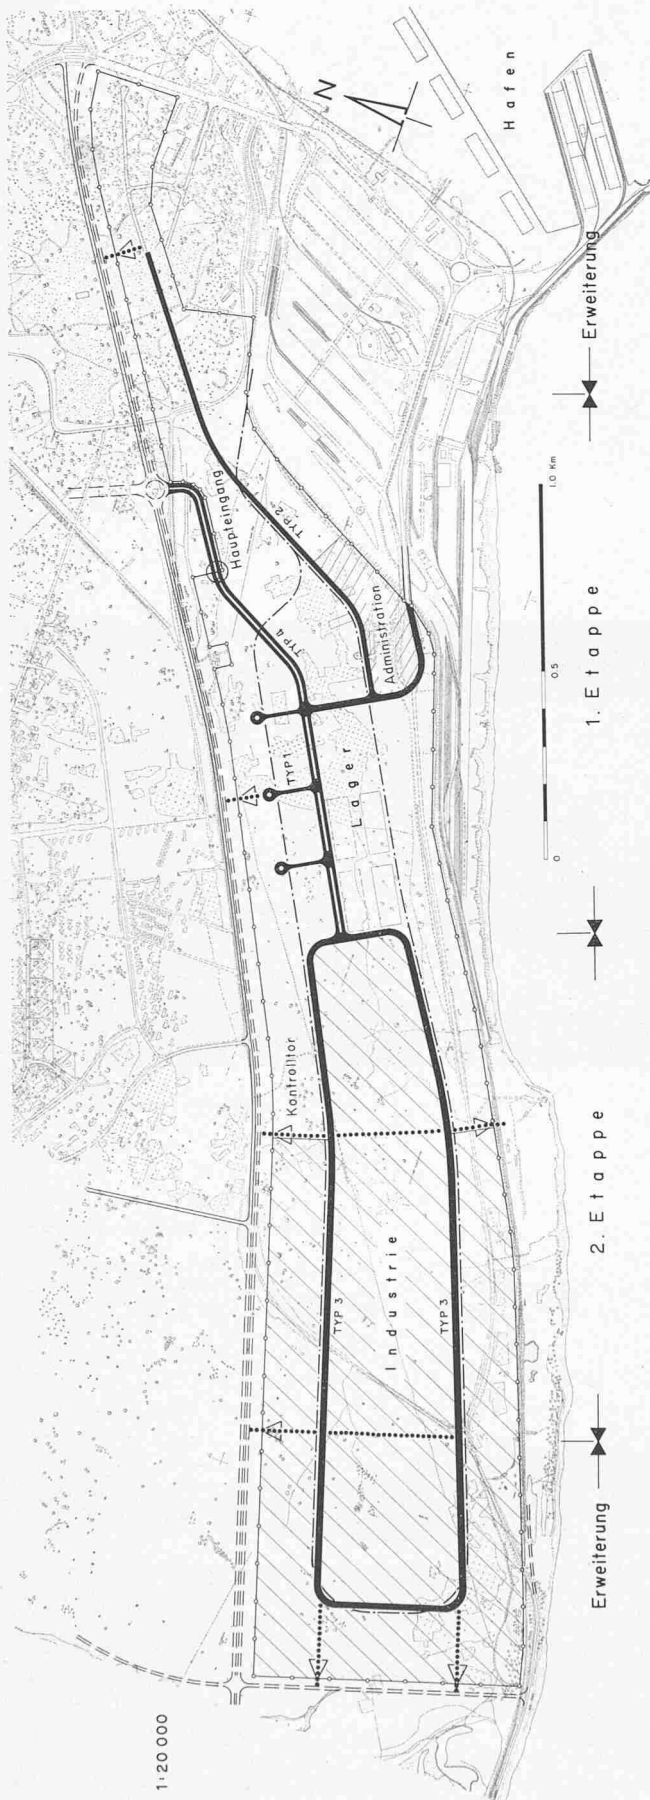 N
Hafen
Erweiterung
Haupteingang
TYP 2
TYP 4
Administration
1.0 Km
0.5
0
1. Etappe
TYP 1
Lager
Kontrolltor
2. Etappe
Industrie
TYP 3
TYP 3
Erweiterung
1:20 000